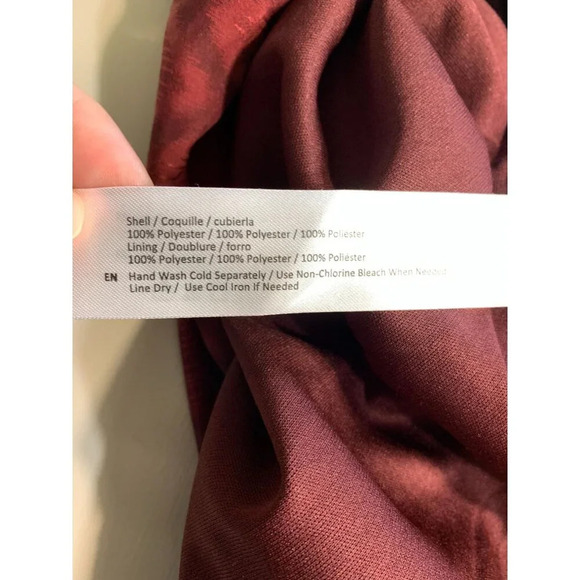 Shell / Coquille / cubierla
100% Polyester / 100% Polyester / 100% Poliester
Lining / Doublure / forro
100% Polyester / 100% Polyester / 100% Poliester
EN Hand Wash Cold Separately / Use Non-Chlorine Bleach When Needed
Line Dry / Use Cool Iron If Needed